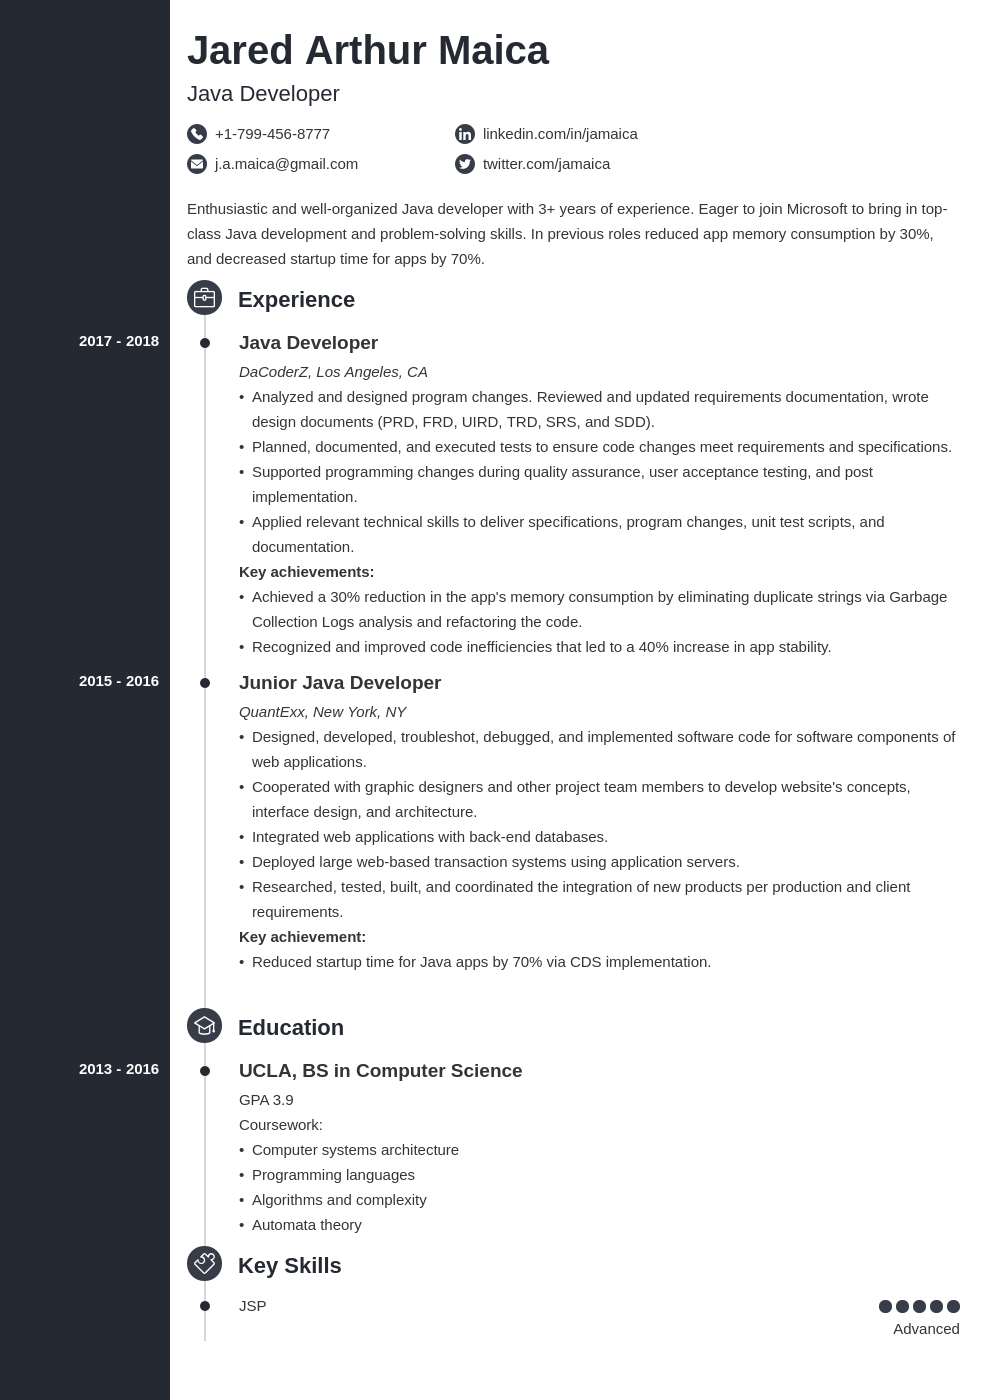 Jared Arthur Maica
Java Developer
+1-799-456-8777
linkedin.com/in/jamaica
j.a.maica@gmail.com
twitter.com/jamaica
Enthusiastic and well-organized Java developer with 3+ years of experience. Eager to join Microsoft to bring in top-
class Java development and problem-solving skills. In previous roles reduced app memory consumption by 30%,
and decreased startup time for apps by 70%.
Experience
2017 - 2018
Java Developer
DaCoderZ, Los Angeles, CA
• Analyzed and designed program changes. Reviewed and updated requirements documentation, wrote
design documents (PRD, FRD, UIRD, TRD, SRS, and SDD).
• Planned, documented, and executed tests to ensure code changes meet requirements and specifications.
• Supported programming changes during quality assurance, user acceptance testing, and post
implementation.
• Applied relevant technical skills to deliver specifications, program changes, unit test scripts, and
documentation.
Key achievements:
• Achieved a 30% reduction in the app's memory consumption by eliminating duplicate strings via Garbage
Collection Logs analysis and refactoring the code.
• Recognized and improved code inefficiencies that led to a 40% increase in app stability.
2015 - 2016
Junior Java Developer
QuantExx, New York, NY
• Designed, developed, troubleshot, debugged, and implemented software code for software components of
web applications.
• Cooperated with graphic designers and other project team members to develop website's concepts,
interface design, and architecture.
• Integrated web applications with back-end databases.
• Deployed large web-based transaction systems using application servers.
• Researched, tested, built, and coordinated the integration of new products per production and client
requirements.
Key achievement:
• Reduced startup time for Java apps by 70% via CDS implementation.
Education
2013 - 2016
UCLA, BS in Computer Science
GPA 3.9
Coursework:
• Computer systems architecture
• Programming languages
• Algorithms and complexity
• Automata theory
Key Skills
JSP
Advanced